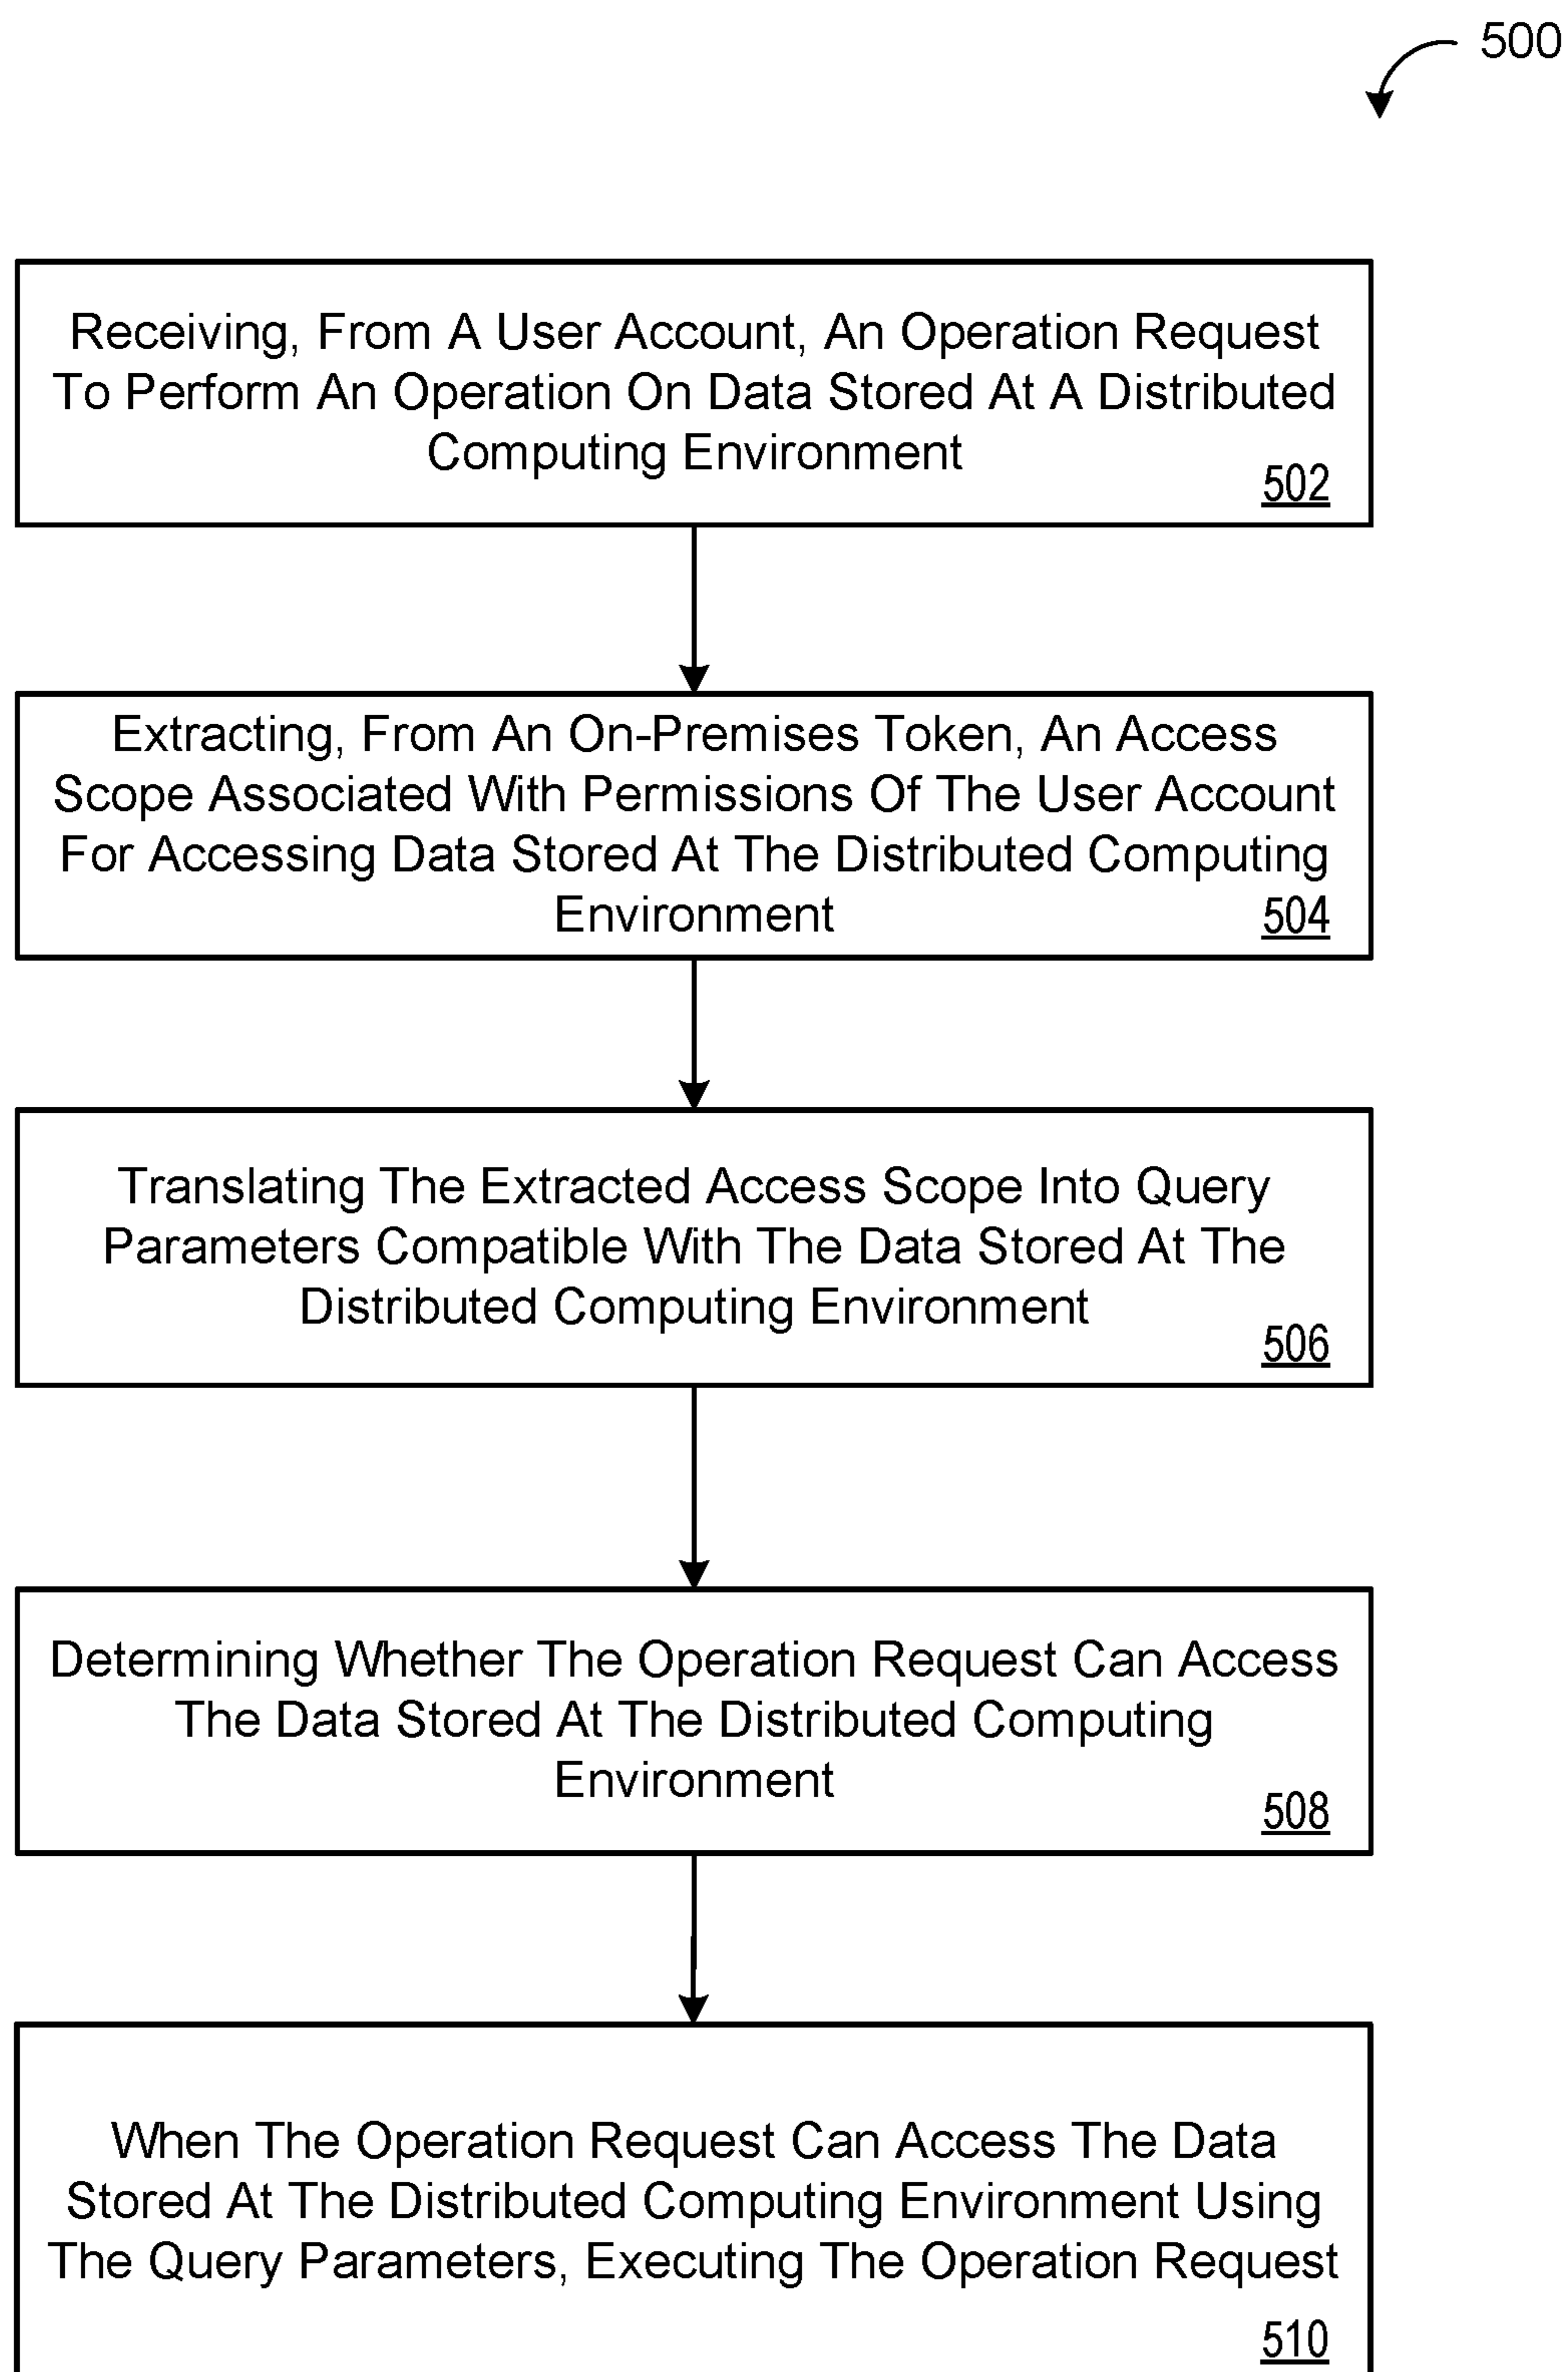 500
Receiving, From A User Account, An Operation Request
To Perform An Operation On Data Stored At A Distributed
Computing Environment
502
Extracting, From An On-Premises Token, An Access
Scope Associated With Permissions Of The User Account
For Accessing Data Stored At The Distributed Computing
Environment
504
Translating The Extracted Access Scope Into Query
Parameters Compatible With The Data Stored At The
Distributed Computing Environment
506
Determining Whether The Operation Request Can Access
The Data Stored At The Distributed Computing
Environment
508
When The Operation Request Can Access The Data
Stored At The Distributed Computing Environment Using
The Query Parameters, Executing The Operation Request
510